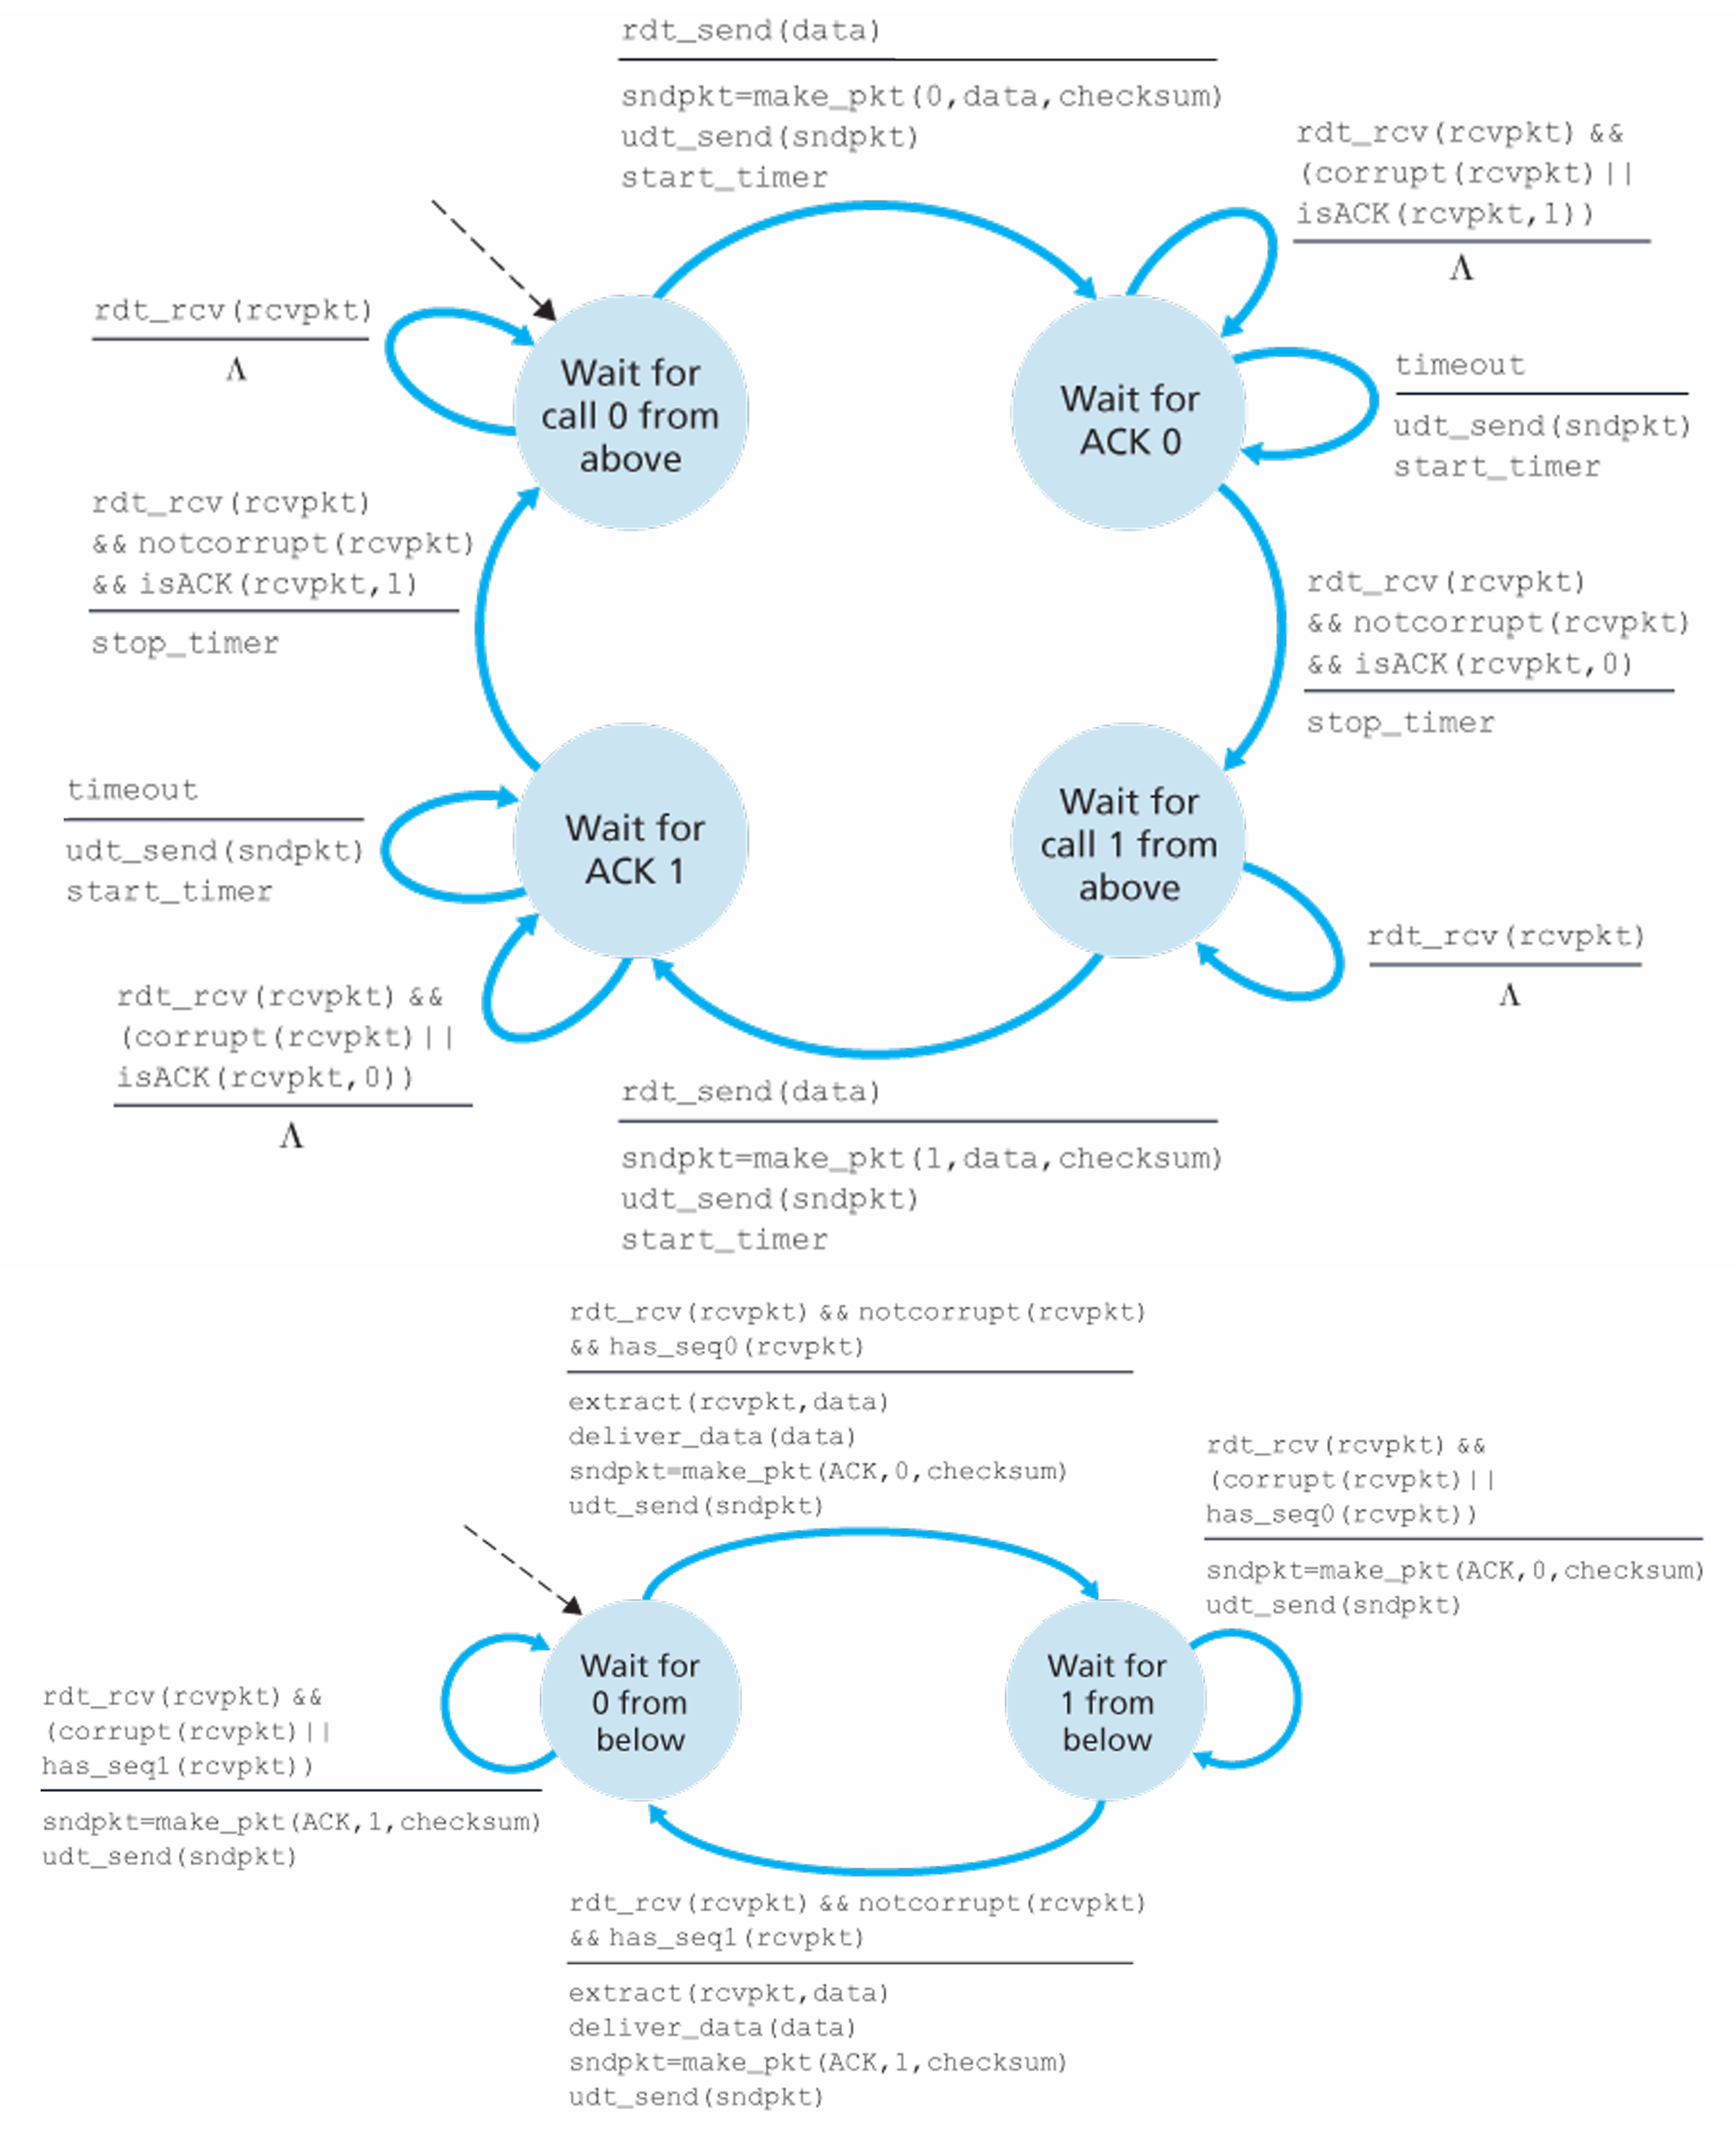 rdt_send(data)
sndpkt=make_pkt(0,data,checksum)
udt_send(sndpkt)
start_timer
rdt_rcv(rcvpkt) &&
(corrupt(rcvpkt)||
isACK(rcvpkt,1))
Λ
rdt_rcv(rcvpkt)
Λ
Wait for
call 0 from
above
Wait for
ACK 0
timeout
udt_send(sndpkt)
start_timer
rdt_rcv(rcvpkt)
&& notcorrupt(rcvpkt)
&& isACK(rcvpkt,1)
stop_timer
rdt_rcv(rcvpkt)
&& notcorrupt(rcvpkt)
&& isACK(rcvpkt,0)
stop_timer
timeout
udt_send(sndpkt)
start_timer
Wait for
ACK 1
Wait for
call 1 from
above
rdt_rcv(rcvpkt)
Λ
rdt_rcv(rcvpkt) &&
(corrupt(rcvpkt)||
isACK(rcvpkt,0))
Λ
rdt_send(data)
sndpkt=make_pkt(1,data,checksum)
udt_send(sndpkt)
start_timer
rdt_rcv(rcvpkt) && notcorrupt(rcvpkt)
&& has_seq0(rcvpkt)
extract(rcvpkt,data)
deliver_data(data)
sndpkt=make_pkt(ACK,0,checksum)
udt_send(sndpkt)
rdt_rcv(rcvpkt) &&
(corrupt(rcvpkt)||
has_seq0(rcvpkt))
sndpkt=make_pkt(ACK,0,checksum)
udt_send(sndpkt)
Wait for
0 from
below
Wait for
1 from
below
rdt_rcv(rcvpkt) &&
(corrupt(rcvpkt)||
has_seq1(rcvpkt))
sndpkt=make_pkt(ACK,1,checksum)
udt_send(sndpkt)
rdt_rcv(rcvpkt) && notcorrupt(rcvpkt)
&& has_seq1(rcvpkt)
extract(rcvpkt,data)
deliver_data(data)
sndpkt=make_pkt(ACK,1,checksum)
udt_send(sndpkt)